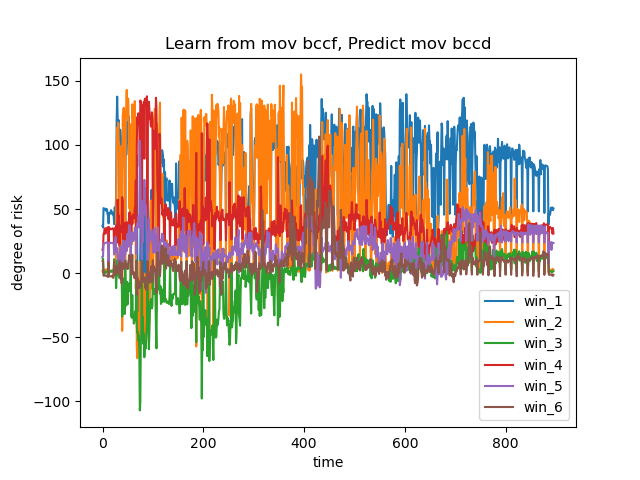 Learn from mov bccf, Predict mov bccd
degree of risk
150
100
50
0
−50
−100
0
200
400
600
800
time
win_1
win_2
win_3
win_4
win_5
win_6